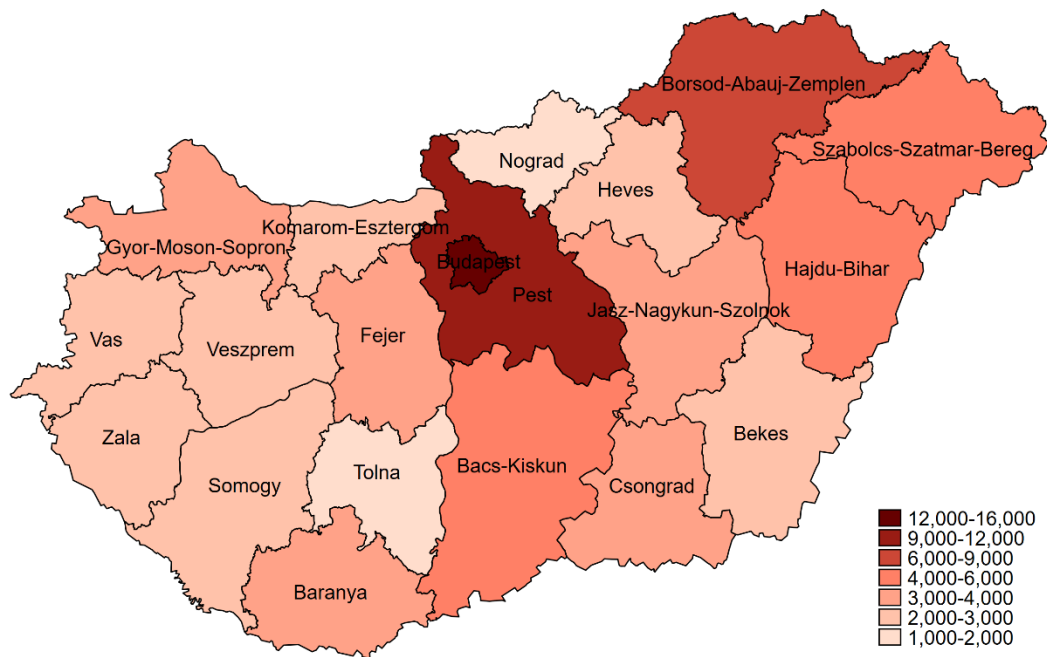 Borsod-Abauj-Zemplen
Szabolcs-Szatmar-Bereg
Nograd
Heves
Komarom-Esztergom
Gyor-Moson-Sopron
Budapest
Hajdu-Bihar
Pest
Jasz-Nagykun-Szolnok
Vas
Veszprem
Fejer
Zala
Bekes
Tolna
Bacs-Kiskun
Somogy
Csongrad
Baranya
12,000-16,000
9,000-12,000
6,000-9,000
4,000-6,000
3,000-4,000
2,000-3,000
1,000-2,000